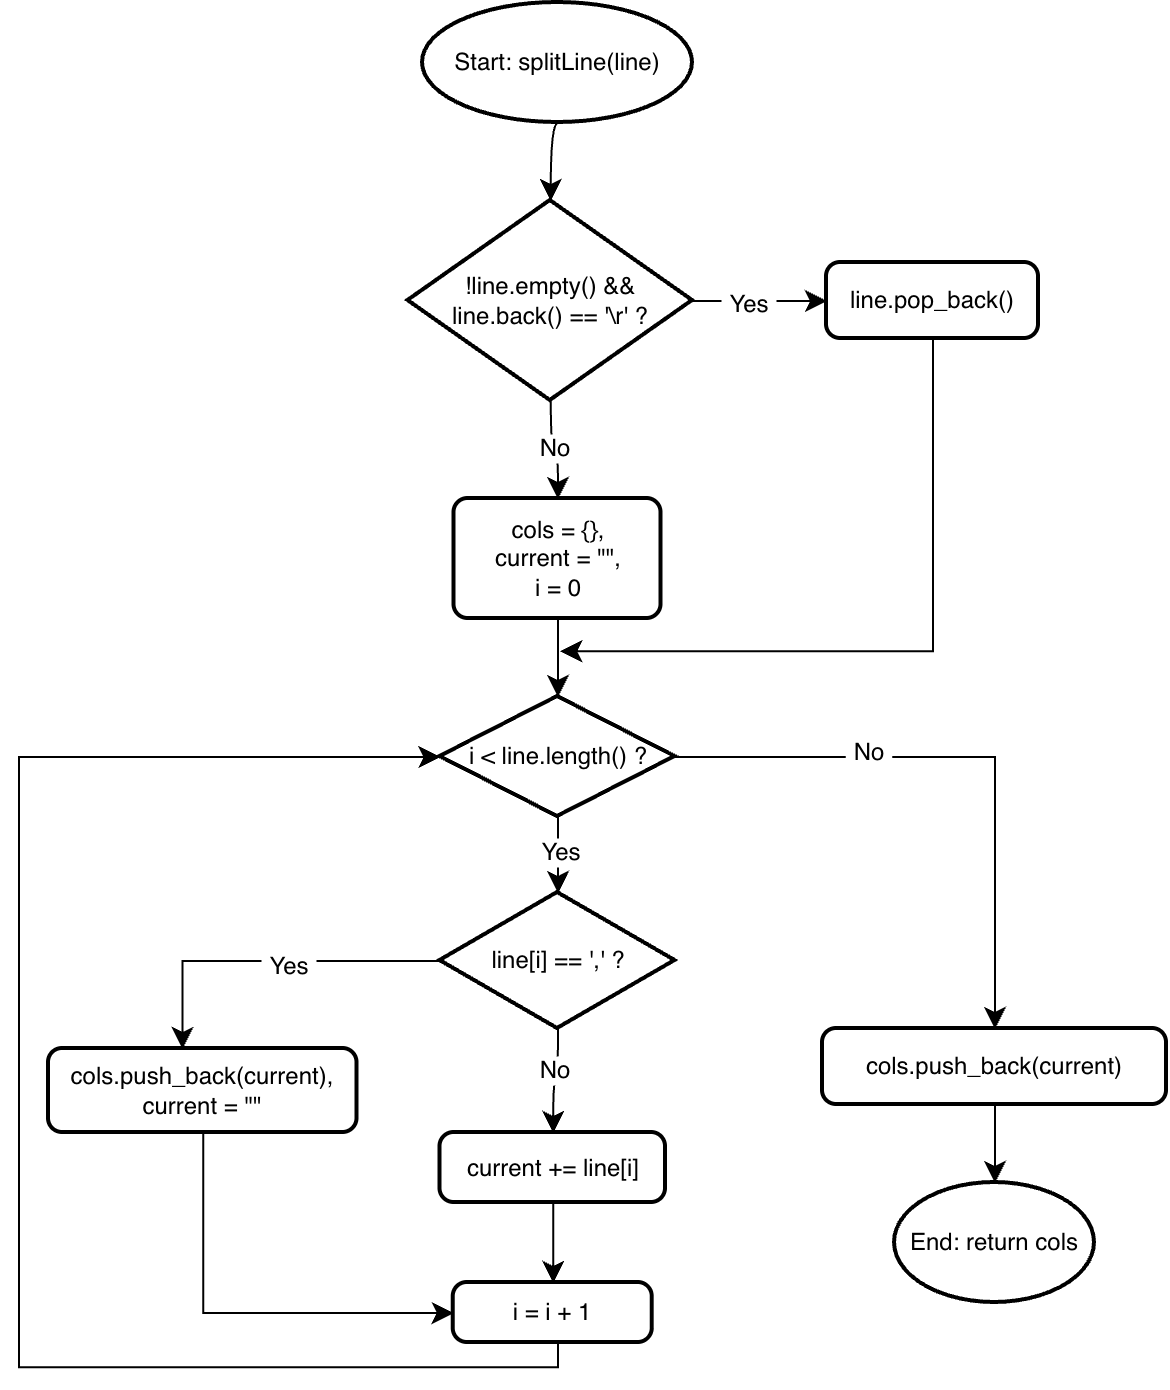 Start: splitLine(line)
!line.empty() &&
line.back() == '\r' ?
Yes
line.pop_back()
No
cols = {},
current = "",
i = 0
i < line.length() ?
No
Yes
line[i] == ',' ?
Yes
No
cols.push_back(current),
current = ""
cols.push_back(current)
current += line[i]
End: return cols
i = i + 1